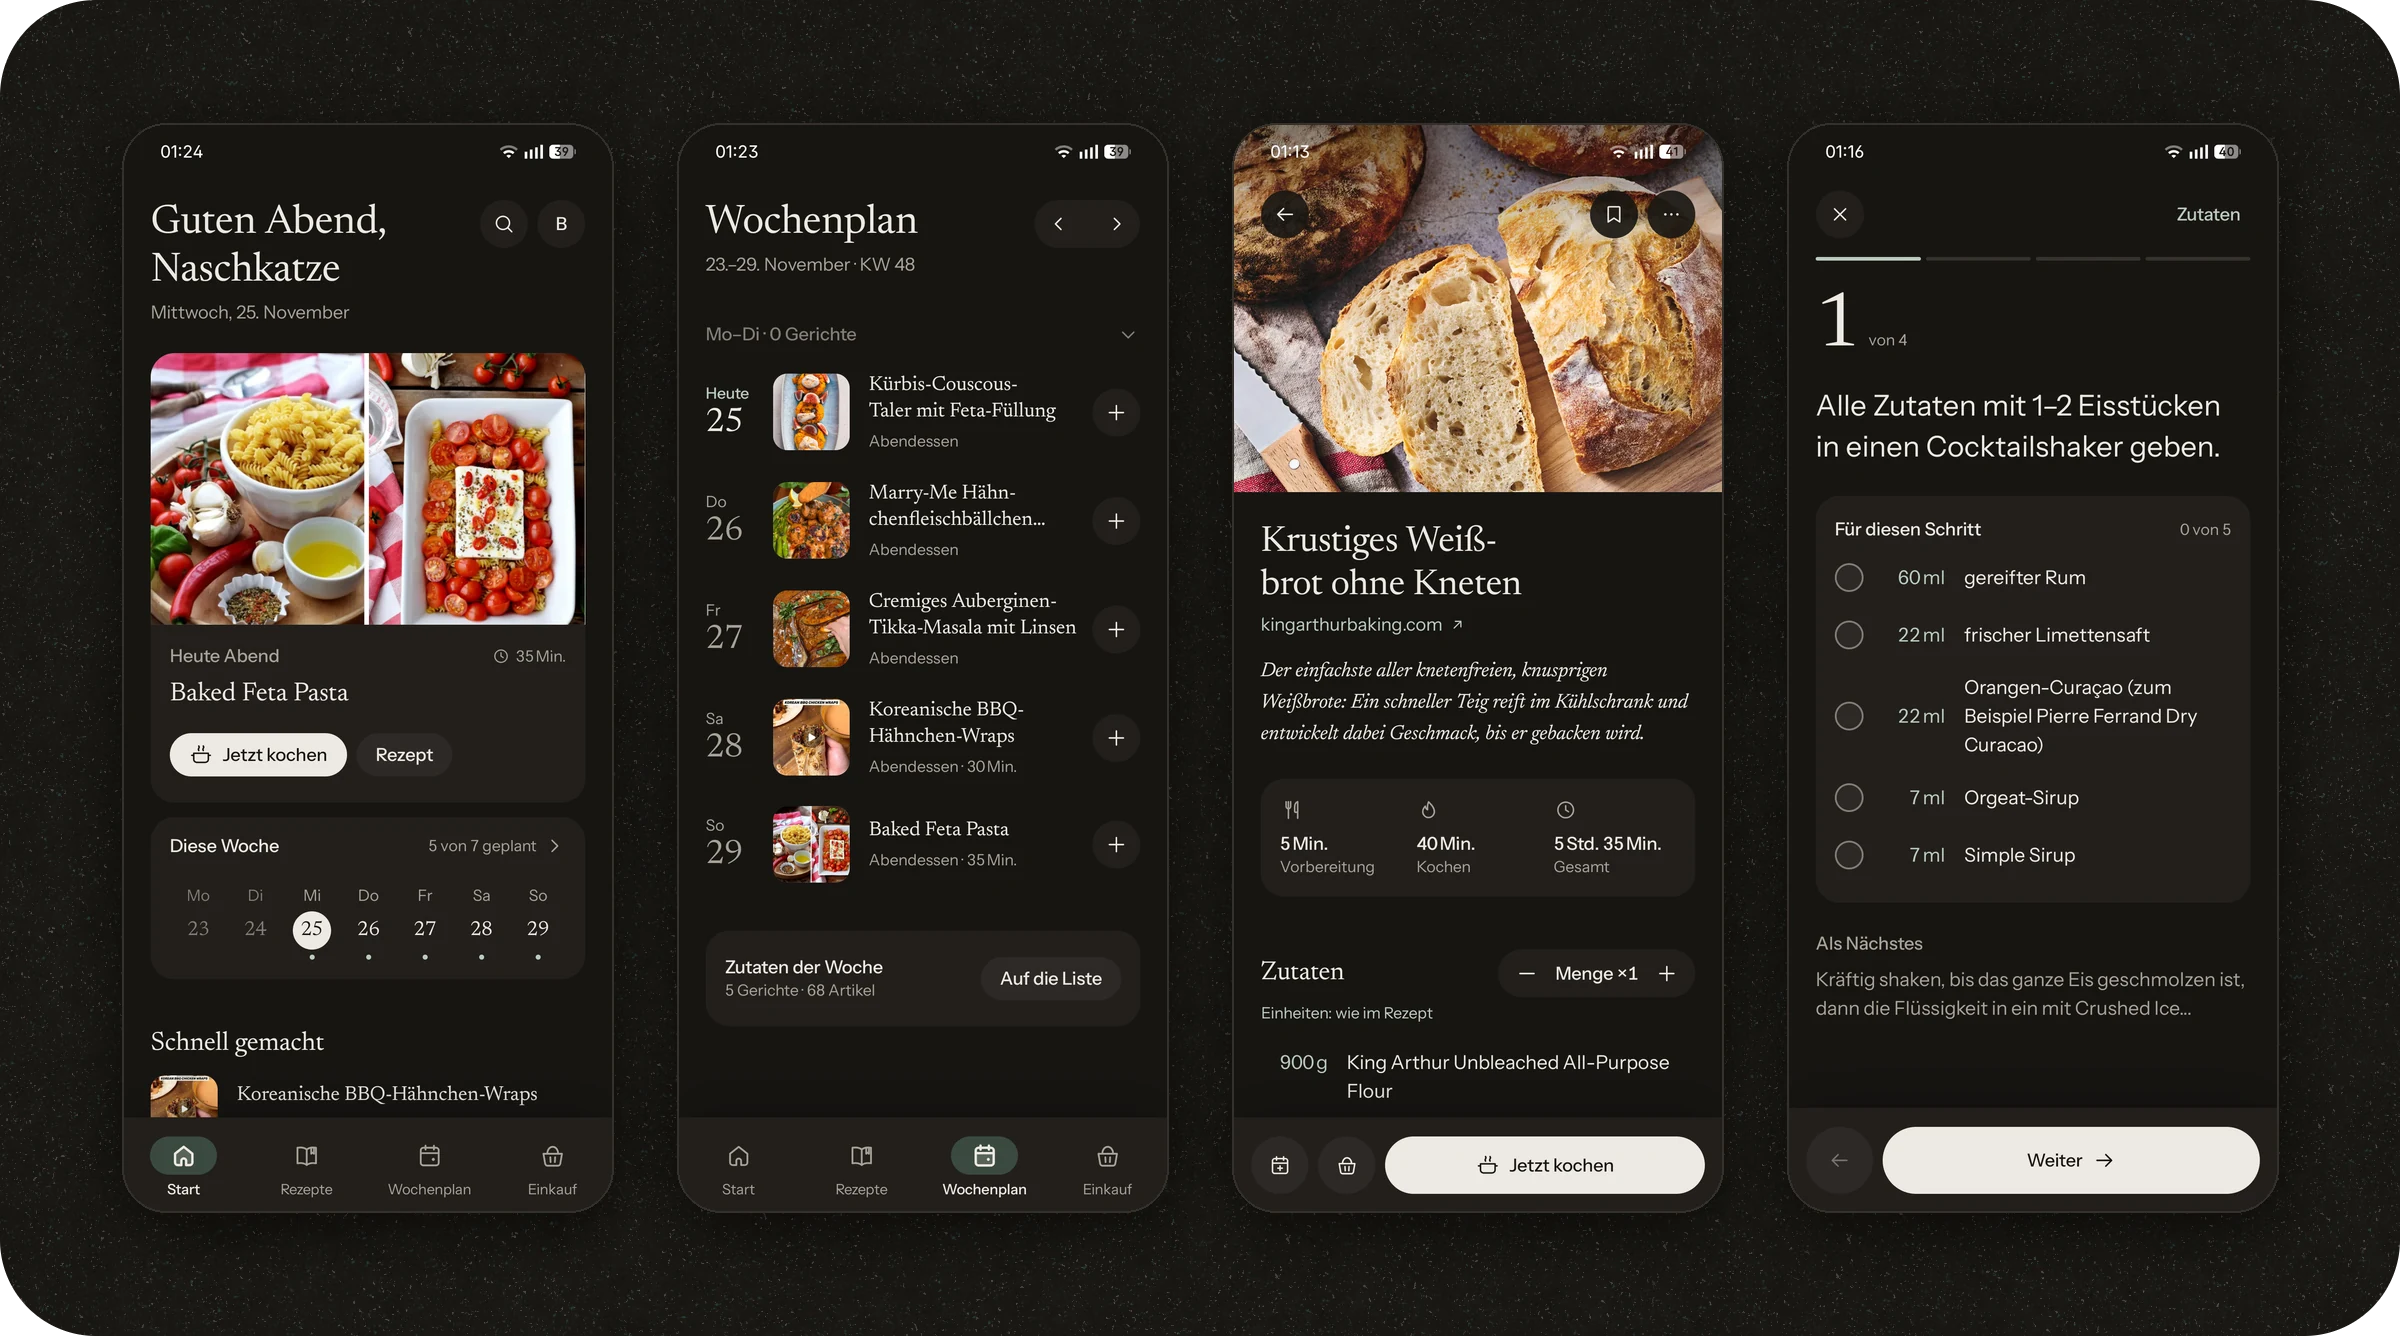 01:24
39
Guten Abend,
Naschkatze
B
Mittwoch, 25. November
Heute Abend
35 Min.
Baked Feta Pasta
Jetzt kochen
Rezept
Diese Woche
5 von 7 geplant
Mo Di Mi Do Fr Sa So
23 24 25 26 27 28 29
Schnell gemacht
KOREAN BBQ CHICKEN WRAPS
Koreanische BBQ-Hähnchen-Wraps
Start
Rezepte
Wochenplan
Einkauf
01:23
39
Wochenplan
23.–29. November · KW 48
Mo–Di · 0 Gerichte
Heute
25
Kürbis-Couscous-
Taler mit Feta-Füllung
Abendessen
Do
26
Marry-Me Hähn-
chenfleischbällchen...
Abendessen
Fr
27
Cremiges Auberginen-
Tikka-Masala mit Linsen
Abendessen
Sa
28
KOREAN BBQ CHICKEN WRAPS
Koreanische BBQ-
Hähnchen-Wraps
Abendessen · 30 Min.
So
29
Baked Feta Pasta
Abendessen · 35 Min.
Zutaten der Woche
5 Gerichte · 68 Artikel
Auf die Liste
Start
Rezepte
Wochenplan
Einkauf
01:13
41
Krustiges Weiß-
brot ohne Kneten
kingarthurbaking.com ↗
Der einfachste aller knetenfreien, knusprigen
Weißbrote: Ein schneller Teig reift im Kühlschrank und
entwickelt dabei Geschmack, bis er gebacken wird.
5 Min.
Vorbereitung
40 Min.
Kochen
5 Std. 35 Min.
Gesamt
Zutaten
Menge ×1
Einheiten: wie im Rezept
900 g
King Arthur Unbleached All-Purpose
Flour
Jetzt kochen
01:16
40
Zutaten
1 von 4
Alle Zutaten mit 1–2 Eisstücken
in einen Cocktailshaker geben.
Für diesen Schritt
0 von 5
60 ml gereifter Rum
22 ml frischer Limettensaft
22 ml
Orangen-Curaçao (zum
Beispiel Pierre Ferrand Dry
Curacao)
7 ml Orgeat-Sirup
7 ml Simple Sirup
Als Nächstes
Kräftig shaken, bis das ganze Eis geschmolzen ist,
dann die Flüssigkeit in ein mit Crushed Ice...
Weiter →